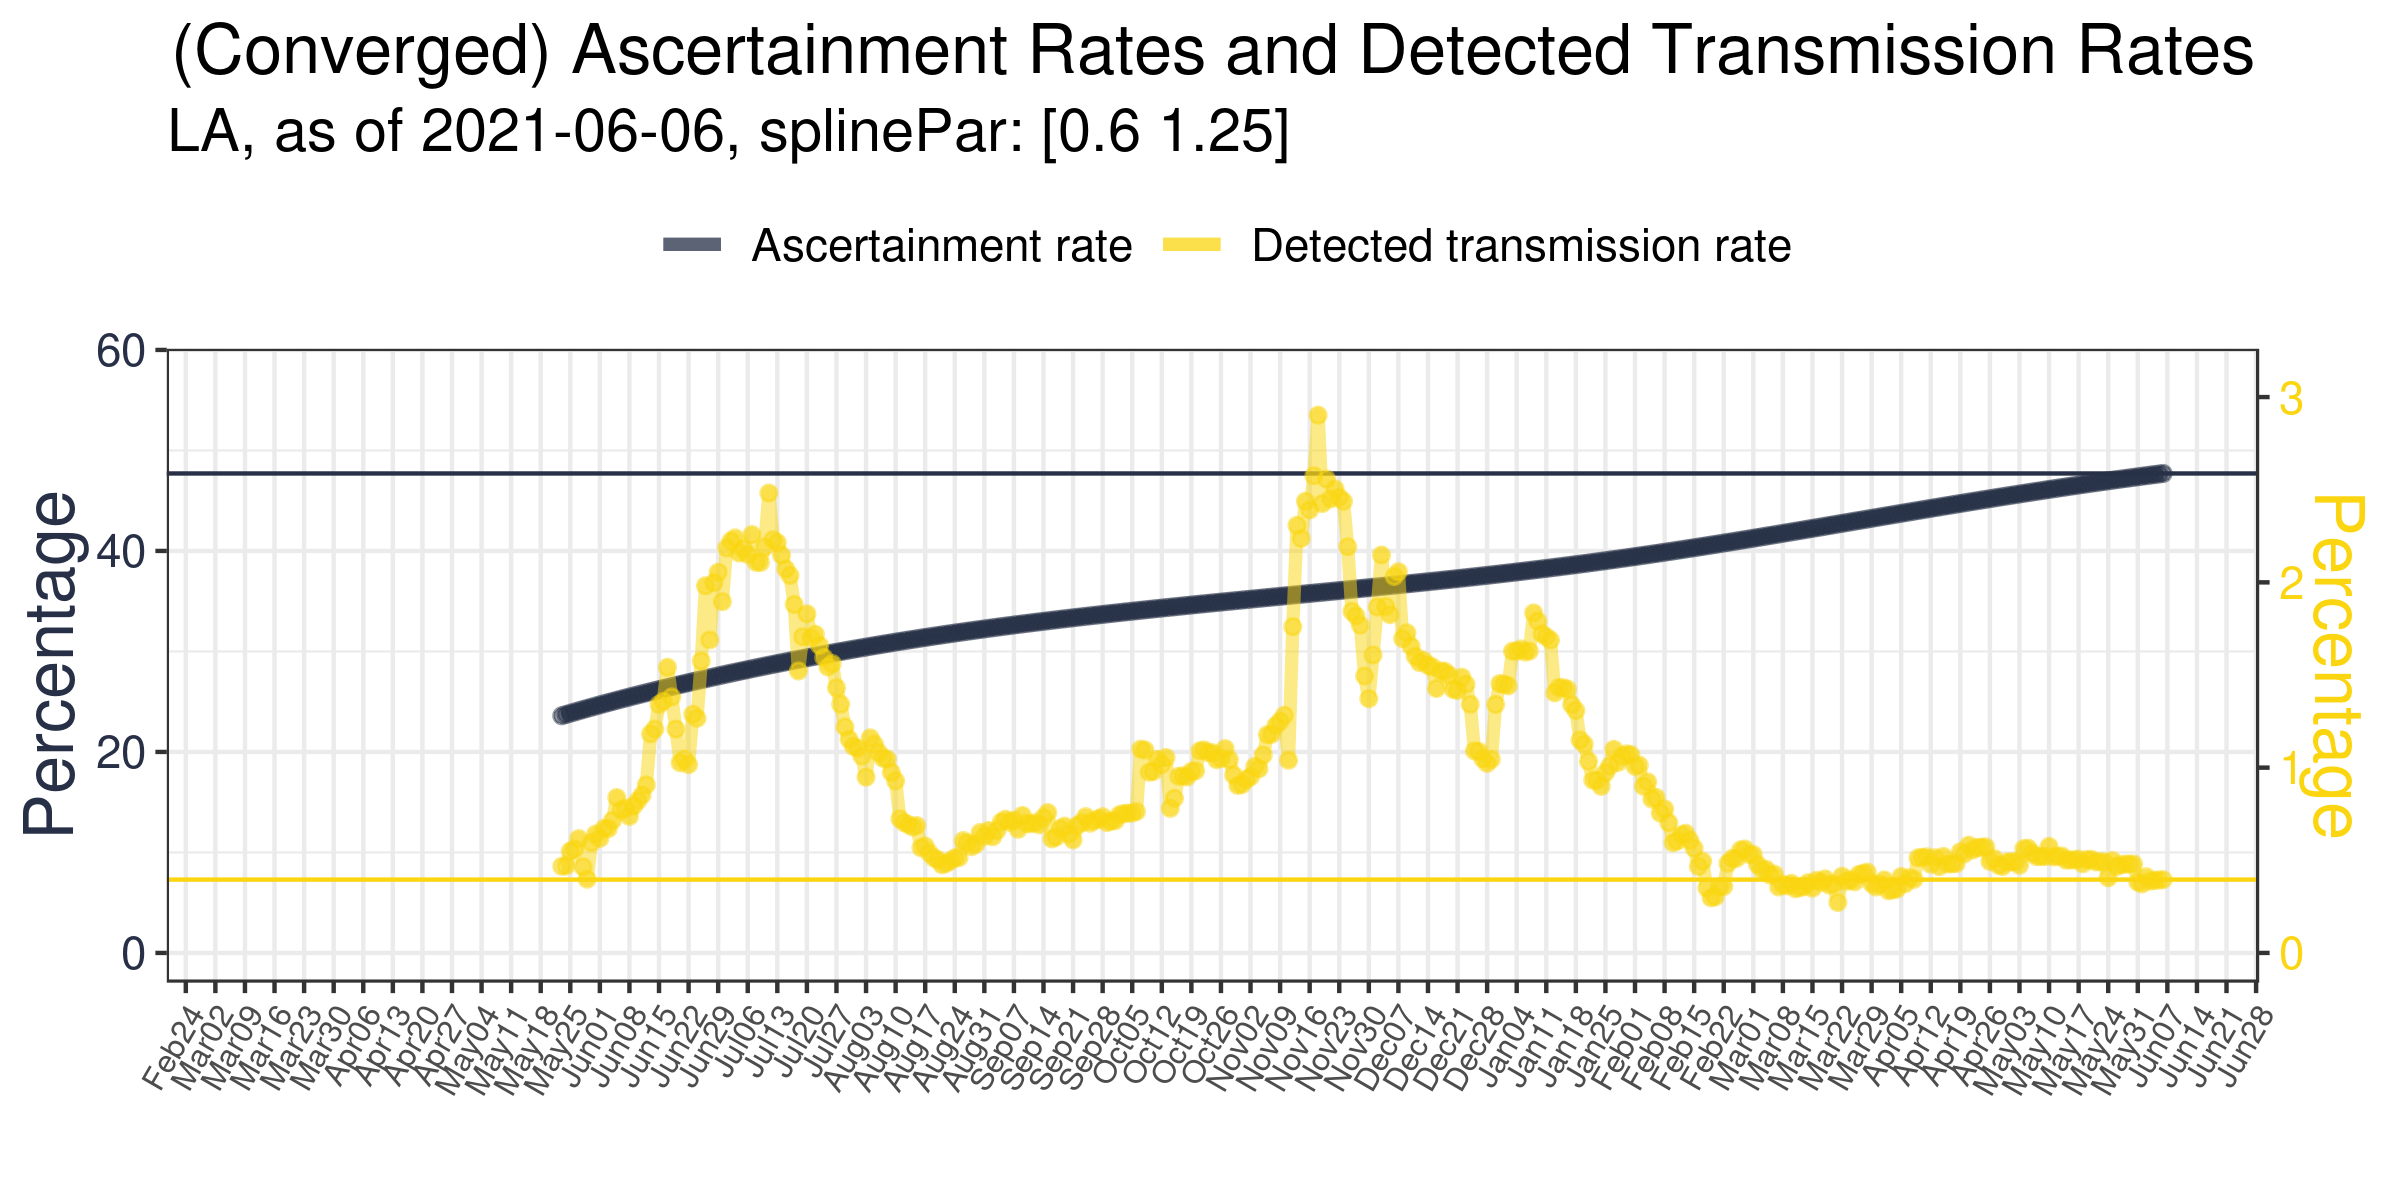 (Converged) Ascertainment Rates and Detected Transmission Rates
LA, as of 2021-06-06, splinePar: [0.6 1.25]
Ascertainment rate
Detected transmission rate
Percentage
60
40
20
0
3
2
1
0
Percentage
Feb24
Mar02
Mar09
Mar16
Mar23
Mar30
Apr06
Apr13
Apr20
Apr27
May04
May11
May18
May25
Jun01
Jun08
Jun15
Jun22
Jun29
Jul06
Jul13
Jul20
Jul27
Aug03
Aug10
Aug17
Aug24
Aug31
Sep07
Sep14
Sep21
Sep28
Oct05
Oct12
Oct19
Oct26
Nov02
Nov09
Nov16
Nov23
Nov30
Dec07
Dec14
Dec21
Dec28
Jan04
Jan11
Jan18
Jan25
Feb01
Feb08
Feb15
Feb22
Mar01
Mar08
Mar15
Mar22
Mar29
Apr05
Apr12
Apr19
Apr26
May03
May10
May17
May24
May31
Jun07
Jun14
Jun21
Jun28